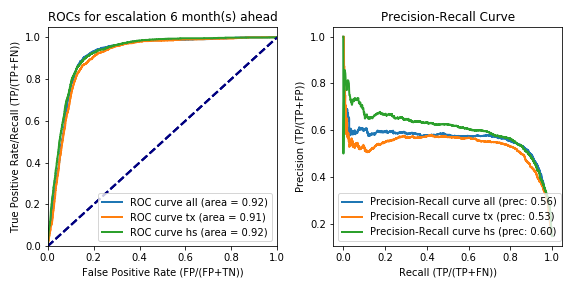 ROCs for escalation 6 month(s) ahead
True Positive Rate/Recall (TP/(TP+FN))
1.0
0.8
0.6
0.4
0.2
0.0
ROC curve all (area = 0.92)
ROC curve tx (area = 0.91)
ROC curve hs (area = 0.92)
0.0 0.2 0.4 0.6 0.8 1.0
False Positive Rate (FP/(FP+TN))
Precision-Recall Curve
Precision (TP/(TP+FP))
1.0
0.8
0.6
0.4
0.2
Precision-Recall curve all (prec: 0.56)
Precision-Recall curve tx (prec: 0.53)
Precision-Recall curve hs (prec: 0.60)
0.0 0.2 0.4 0.6 0.8 1.0
Recall (TP/(TP+FN))